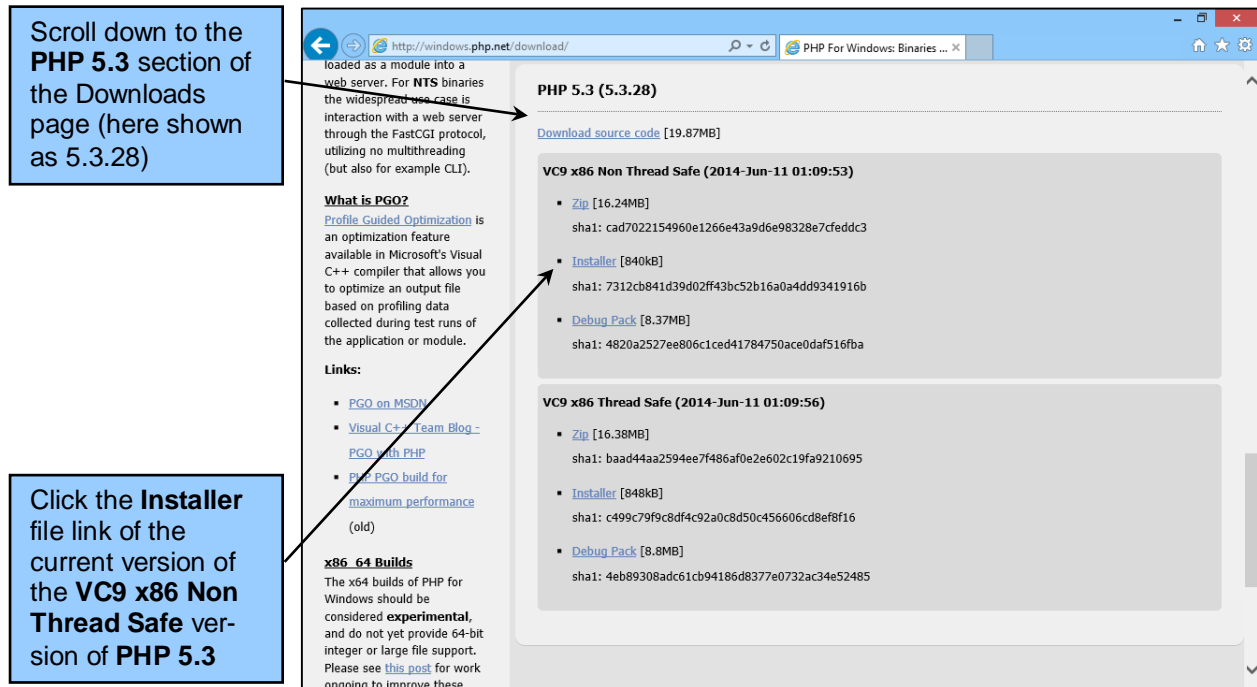 Scroll down to the
PHP 5.3 section of
the Downloads
page (here shown
as 5.3.28)
Click the Installer
file link of the
current version of
the VC9 x86 Non
Thread Safe ver-
sion of PHP 5.3
http://windows.php.net/download/
PHP For Windows: Binaries ...
loaded as a module into a
web server. For NTS binaries
the widespread use case is
interaction with a web server
through the FastCGI protocol,
utilizing no multithreading
(but also for example CLI).
What is PGO?
Profile Guided Optimization is
an optimization feature
available in Microsoft's Visual
C++ compiler that allows you
to optimize an output file
based on profiling data
collected during test runs of
the application or module.
Links:
PGO on MSDN
Visual C++ Team Blog -
PGO with PHP
PHP PGO build for
maximum performance
(old)
x86_64 Builds
The x64 builds of PHP for
Windows should be
considered experimental,
and do not yet provide 64-bit
integer or large file support.
Please see this post for work
ongoing to improve these
PHP 5.3 (5.3.28)
Download source code [19.87MB]
VC9 x86 Non Thread Safe (2014-Jun-11 01:09:53)
Zip [16.24MB]
sha1: cad7022154960e1266e43a9d6e98328e7cfeddc3
Installer [840kB]
sha1: 7312cb841d39d02ff43bc52b16a0a4dd9341916b
Debug Pack [8.37MB]
sha1: 4820a2527ee806c1ced41784750ace0daf516fba
VC9 x86 Thread Safe (2014-Jun-11 01:09:56)
Zip [16.38MB]
sha1: baad44aa2594ee7f486af0e2e602c19fa9210695
Installer [848kB]
sha1: c499c79f9c8df4c92a0c8d50c456606cd8ef8f16
Debug Pack [8.8MB]
sha1: 4eb89308adc61cb94186d8377e0732ac34e52485